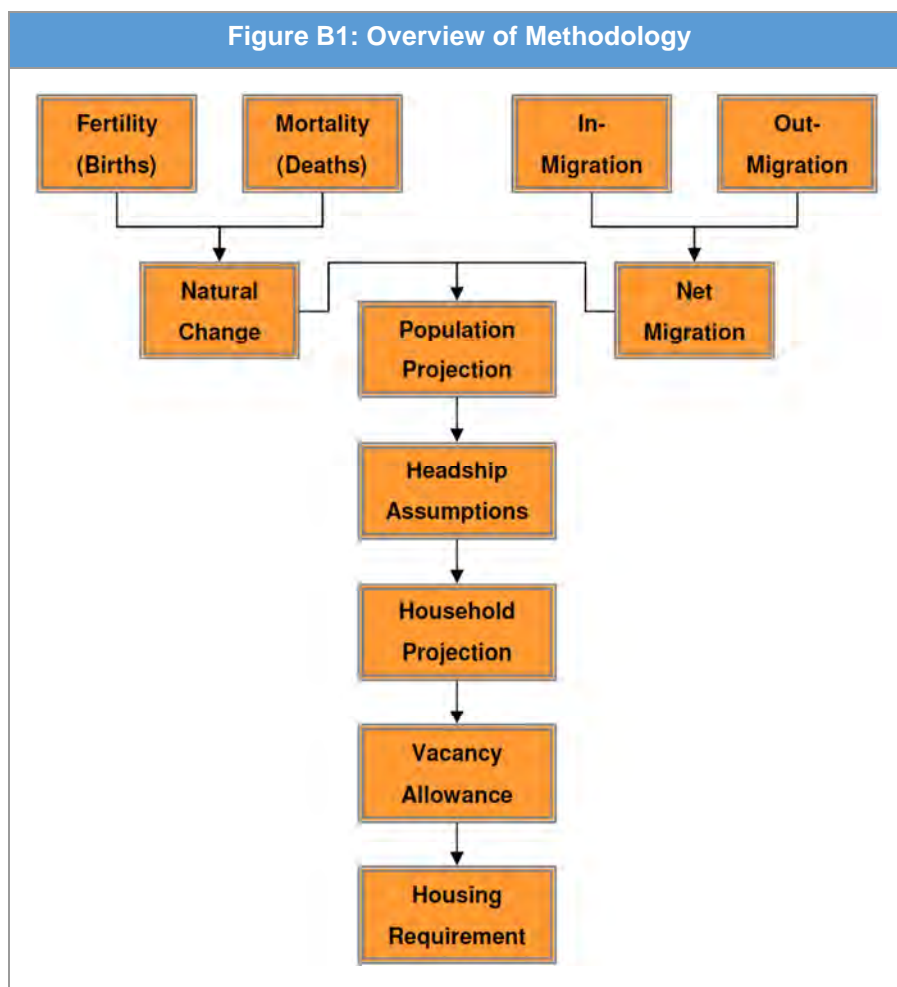 Figure B1: Overview of Methodology
Fertility
(Births)
Mortality
(Deaths)
In-
Migration
Out-
Migration
Natural
Change
Net
Migration
Population
Projection
Headship
Assumptions
Household
Projection
Vacancy
Allowance
Housing
Requirement